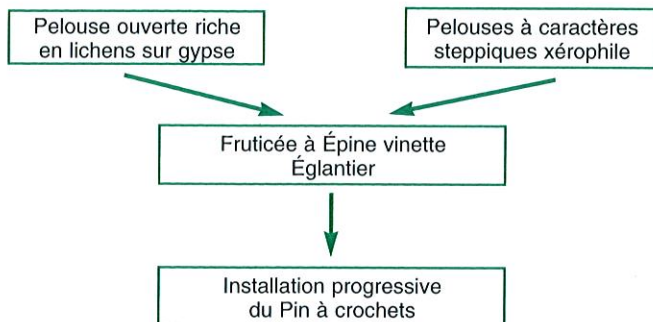 Pelouse ouverte riche
en lichens sur gypse
Pelouses à caractères
steppiques xérophile
Fruticée à Épine vinette
Églantier
Installation progressive
du Pin à crochets